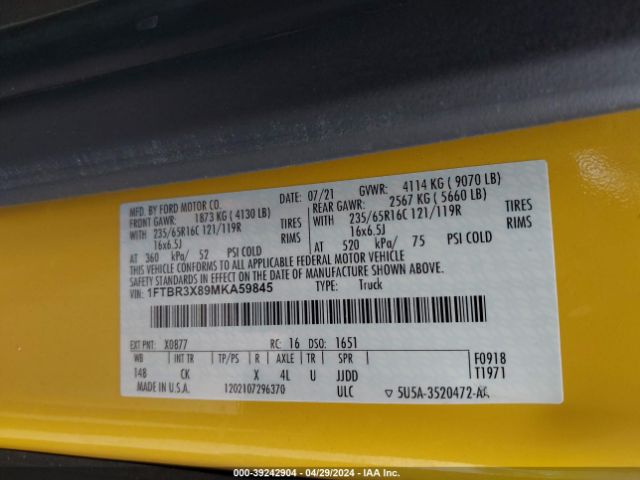 MFD. BY FORD MOTOR CO. DATE: 07/21 GVWR: 4114 KG ( 9070 LB)
FRONT GAWR: 1873 KG ( 4130 LB) REAR GAWR: 2567 KG ( 5660 LB)
WITH 235/65R16C 121/119R TIRES WITH 235/65R16C 121/119R TIRES
16x6.5J RIMS 16x6.5J RIMS
AT 360 kPa/ 52 PSI COLD AT 520 kPa/ 75 PSI COLD
THIS VEHICLE CONFORMS TO ALL APPLICABLE FEDERAL MOTOR VEHICLE
SAFETY STANDARDS IN EFFECT ON THE DATE OF MANUFACTURE SHOWN ABOVE.
VIN: 1FTBR3X89MKA59845 TYPE: Truck
EXT PNT: X0877 RC: 16 DSO: 1651
WB INT TR TP/PS R AXLE TR SPR F0918
148 CK X 4L U JJDD T1971
MADE IN U.S.A. 1202107296370 ULC 5U5A-3520472-AA
000-39242904 - 04/29/2024 - IAA Inc.